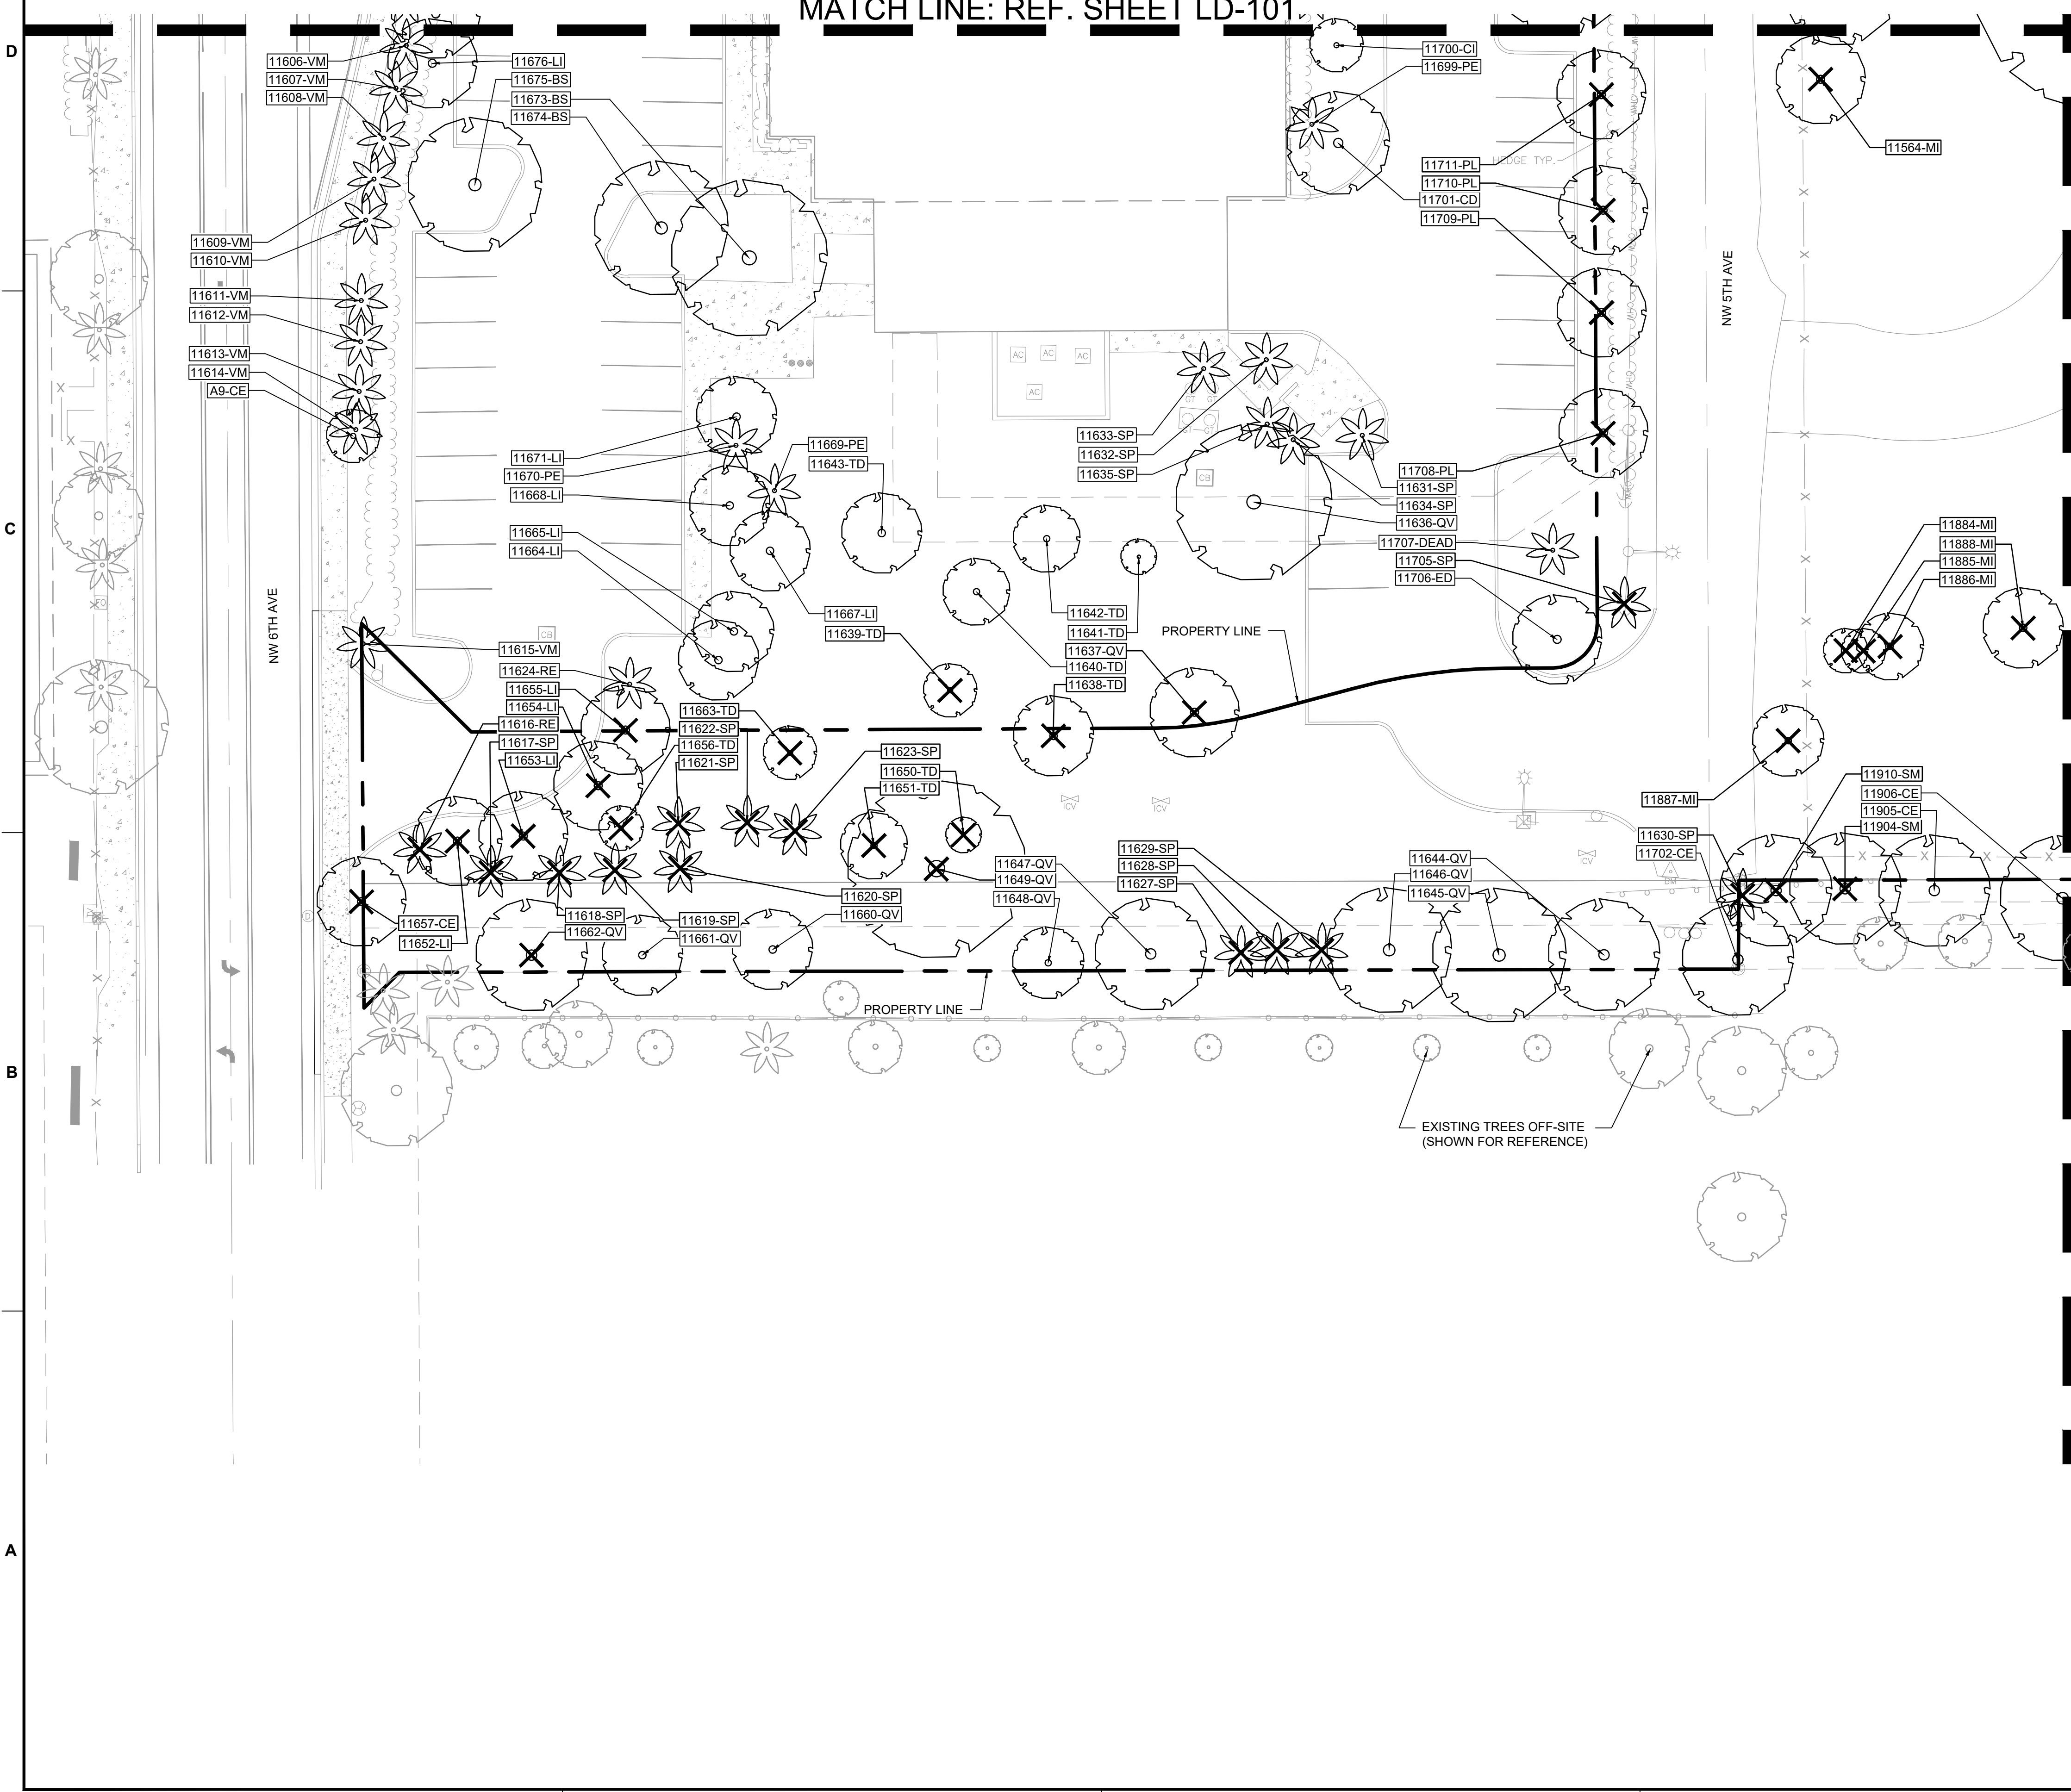 MATCH LINE: REF. SHEET LD-101
D
11606-VM
11607-VM
11608-VM
11676-LI
11675-BS
11673-BS
11674-BS
11700-CI
11699-PE
11711-PL
11710-PL
11701-CD
11709-PL
HEDGE TYP.
11564-MI
NW 5TH AVE
11609-VM
11610-VM
11611-VM
11612-VM
11613-VM
11614-VM
A9-CE
AC
AC
AC
AC
GT
GT
GT
GT
11671-LI
11670-PE
11668-LI
11669-PE
11643-TD
11633-SP
11632-SP
11635-SP
CB
11708-PL
11631-SP
11634-SP
11636-QV
11707-DEAD
11705-SP
11706-ED
C
11665-LI
11664-LI
11667-LI
11639-TD
11642-TD
11641-TD
11637-QV
11640-TD
11638-TD
PROPERTY LINE
11884-MI
11888-MI
11885-MI
11886-MI
NW 6TH AVE
CB
11615-VM
11624-RE
11655-LI
11654-LI
11616-RE
11617-SP
11653-LI
11663-TD
11622-SP
11656-TD
11621-SP
11623-SP
11650-TD
11651-TD
ICV
ICV
ICV
11887-MI
11910-SM
11906-CE
11905-CE
11904-SM
11630-SP
11702-CE
11647-QV
11649-QV
11648-QV
11629-SP
11628-SP
11627-SP
11644-QV
11646-QV
11645-QV
11620-SP
11660-QV
11618-SP
11662-QV
11619-SP
11661-QV
11657-CE
11652-LI
PROPERTY LINE
B
EXISTING TREES OFF-SITE
(SHOWN FOR REFERENCE)
A